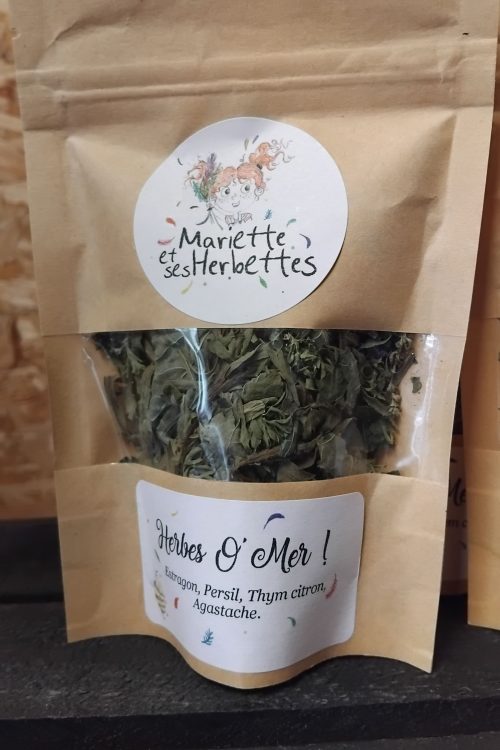 Mariette
et
ses Herbettes
Herbes O' Mer !
Estragon, Persil, Thym citron,
Agastache.